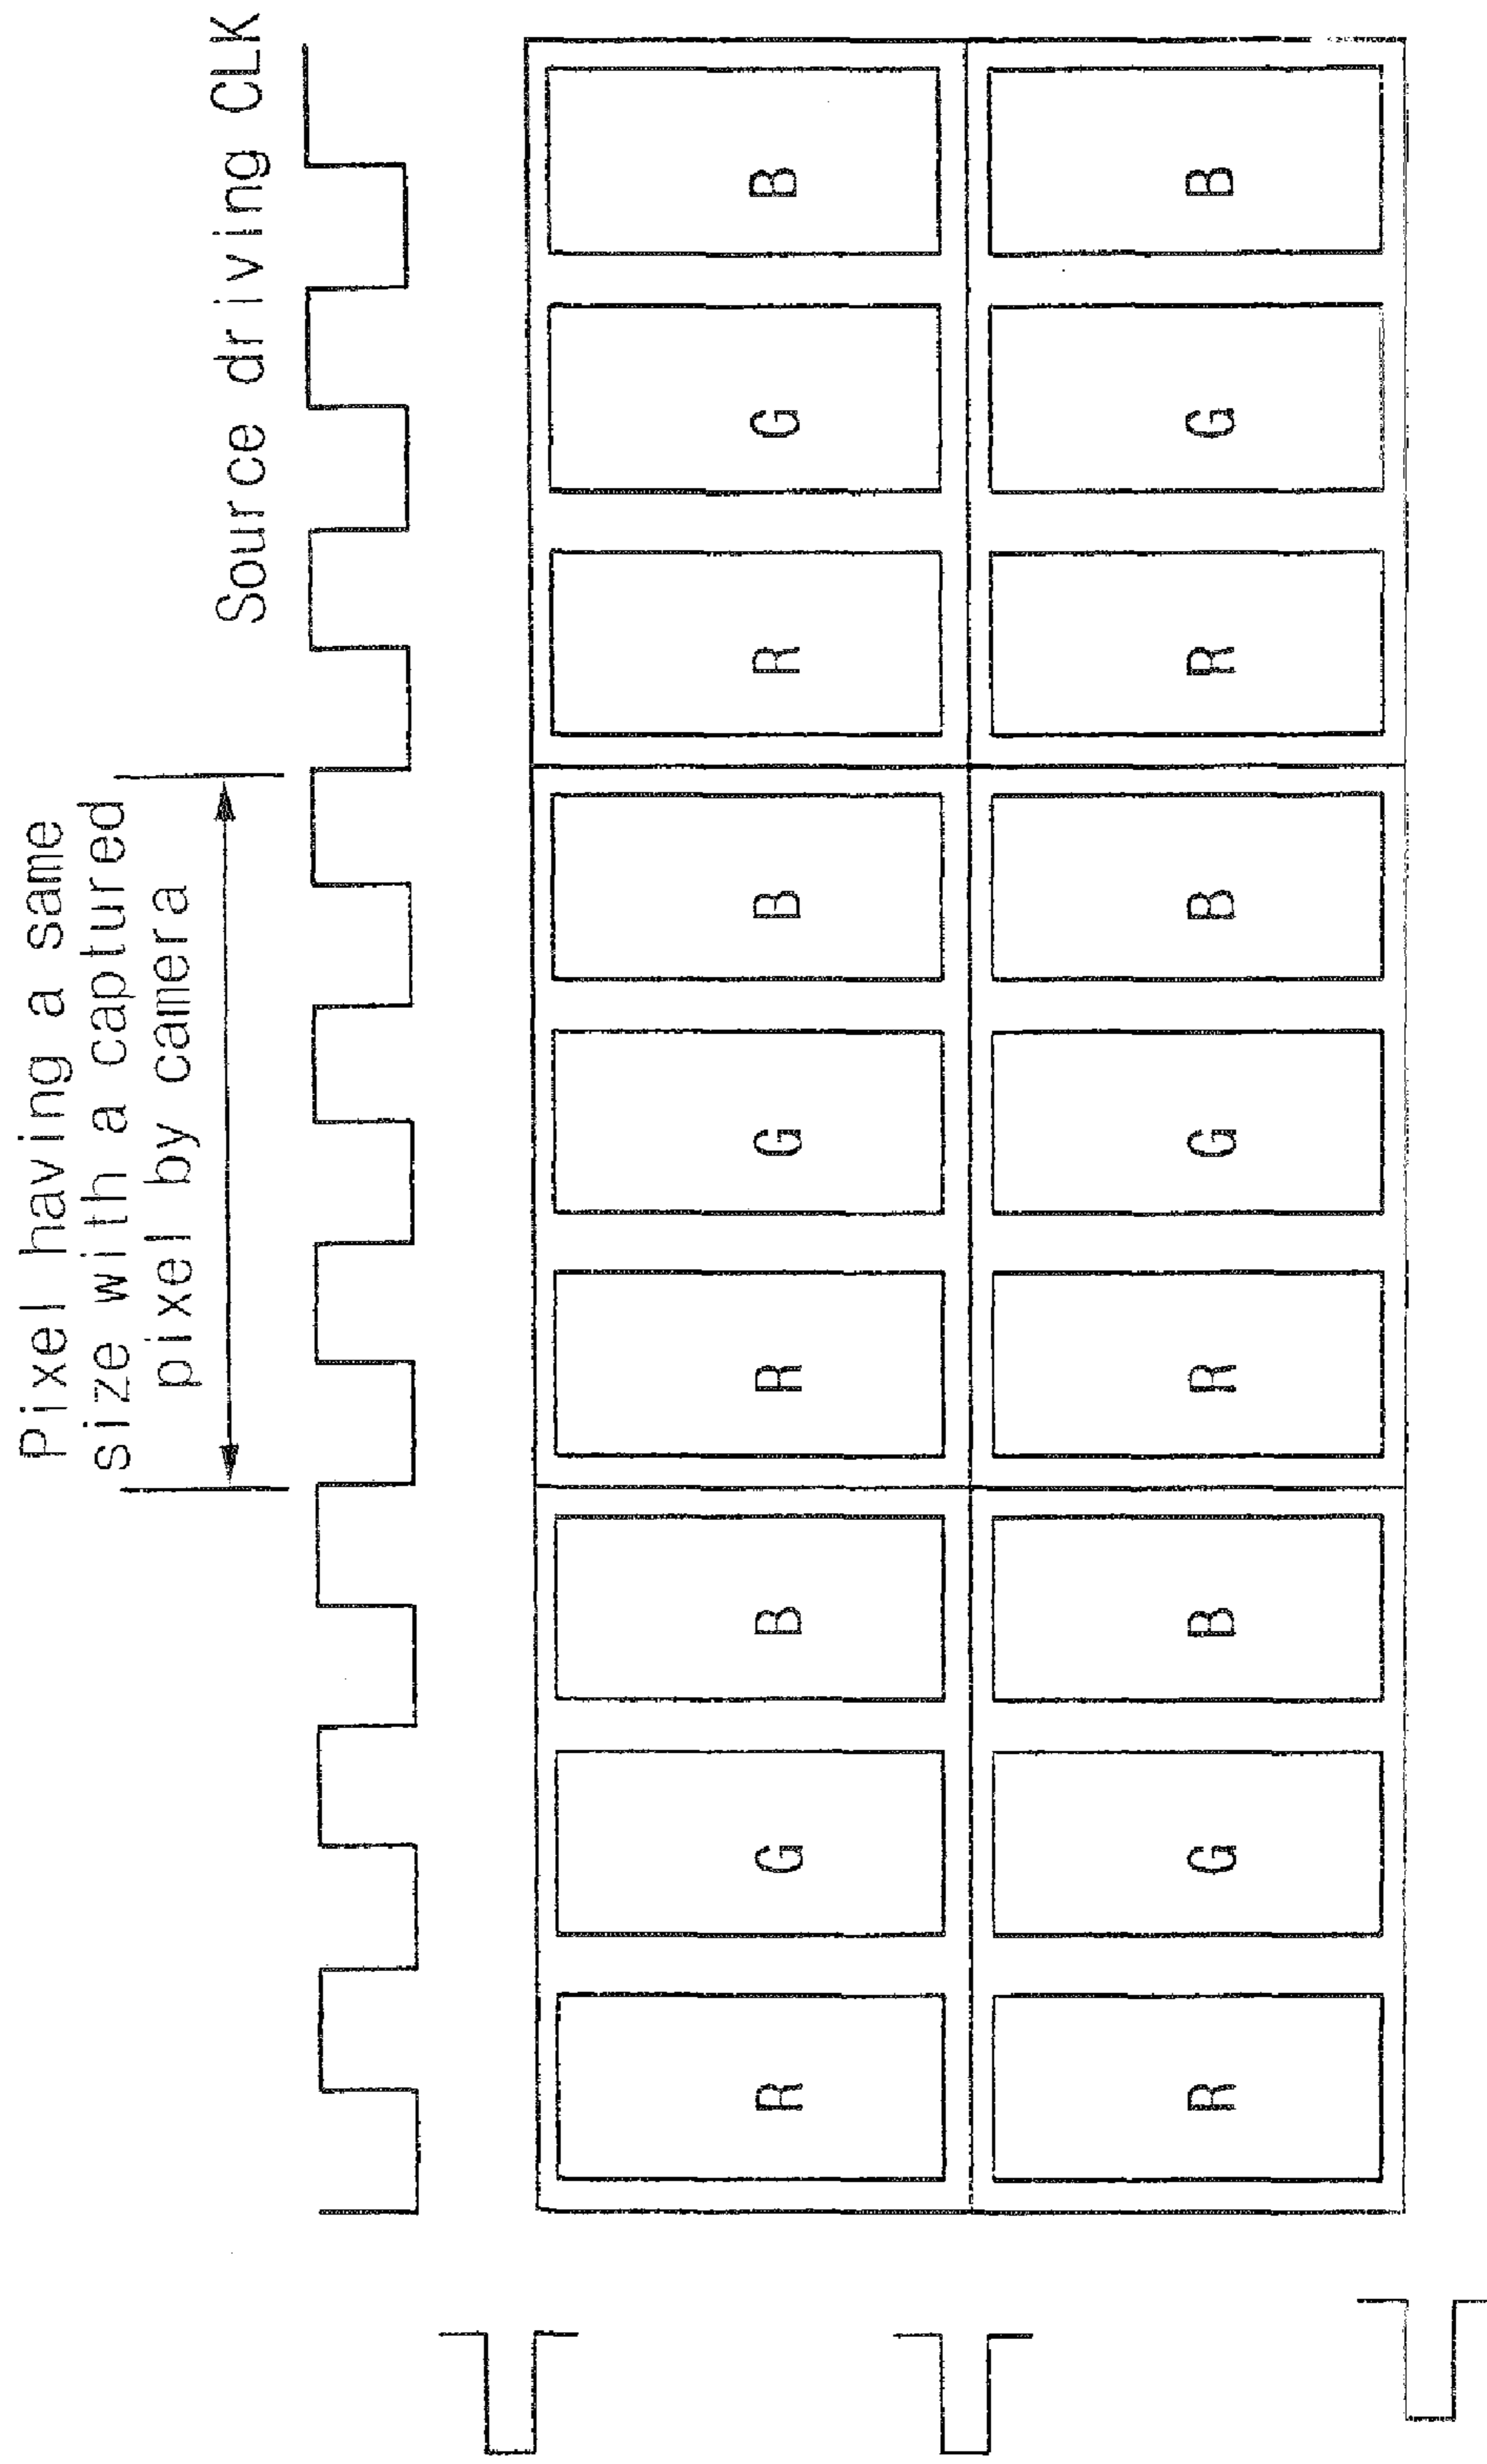 Pixel having a same
size with a captured
pixel by camera
Source driving CLK
R G B R G B R G B
R G B R G B R G B